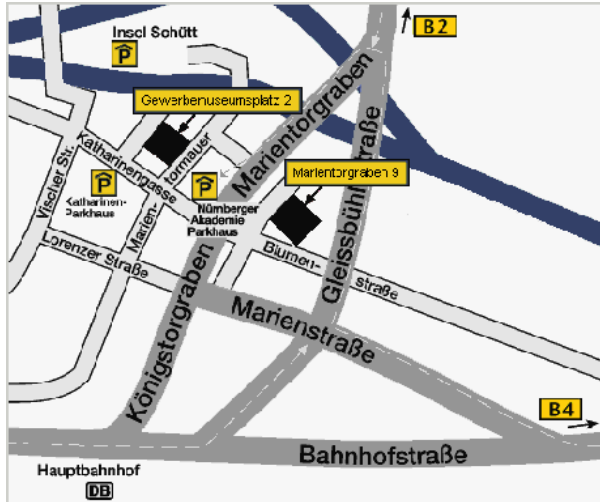 B2
Insel Schütt
P
Gewerbemuseumsplatz 2
Marientorgraben
Katharinengasse
Marien-
tormauer
Vischer Str.
P
Katharinen-
Parkhaus
P
Nürnberger
Akademie
Parkhaus
Marientorgraben 9
Gleissbühlstraße
Lorenzer Straße
Blumen-
straße
Königstorgraben
Marienstraße
B4
Bahnhofstraße
Hauptbahnhof
DB